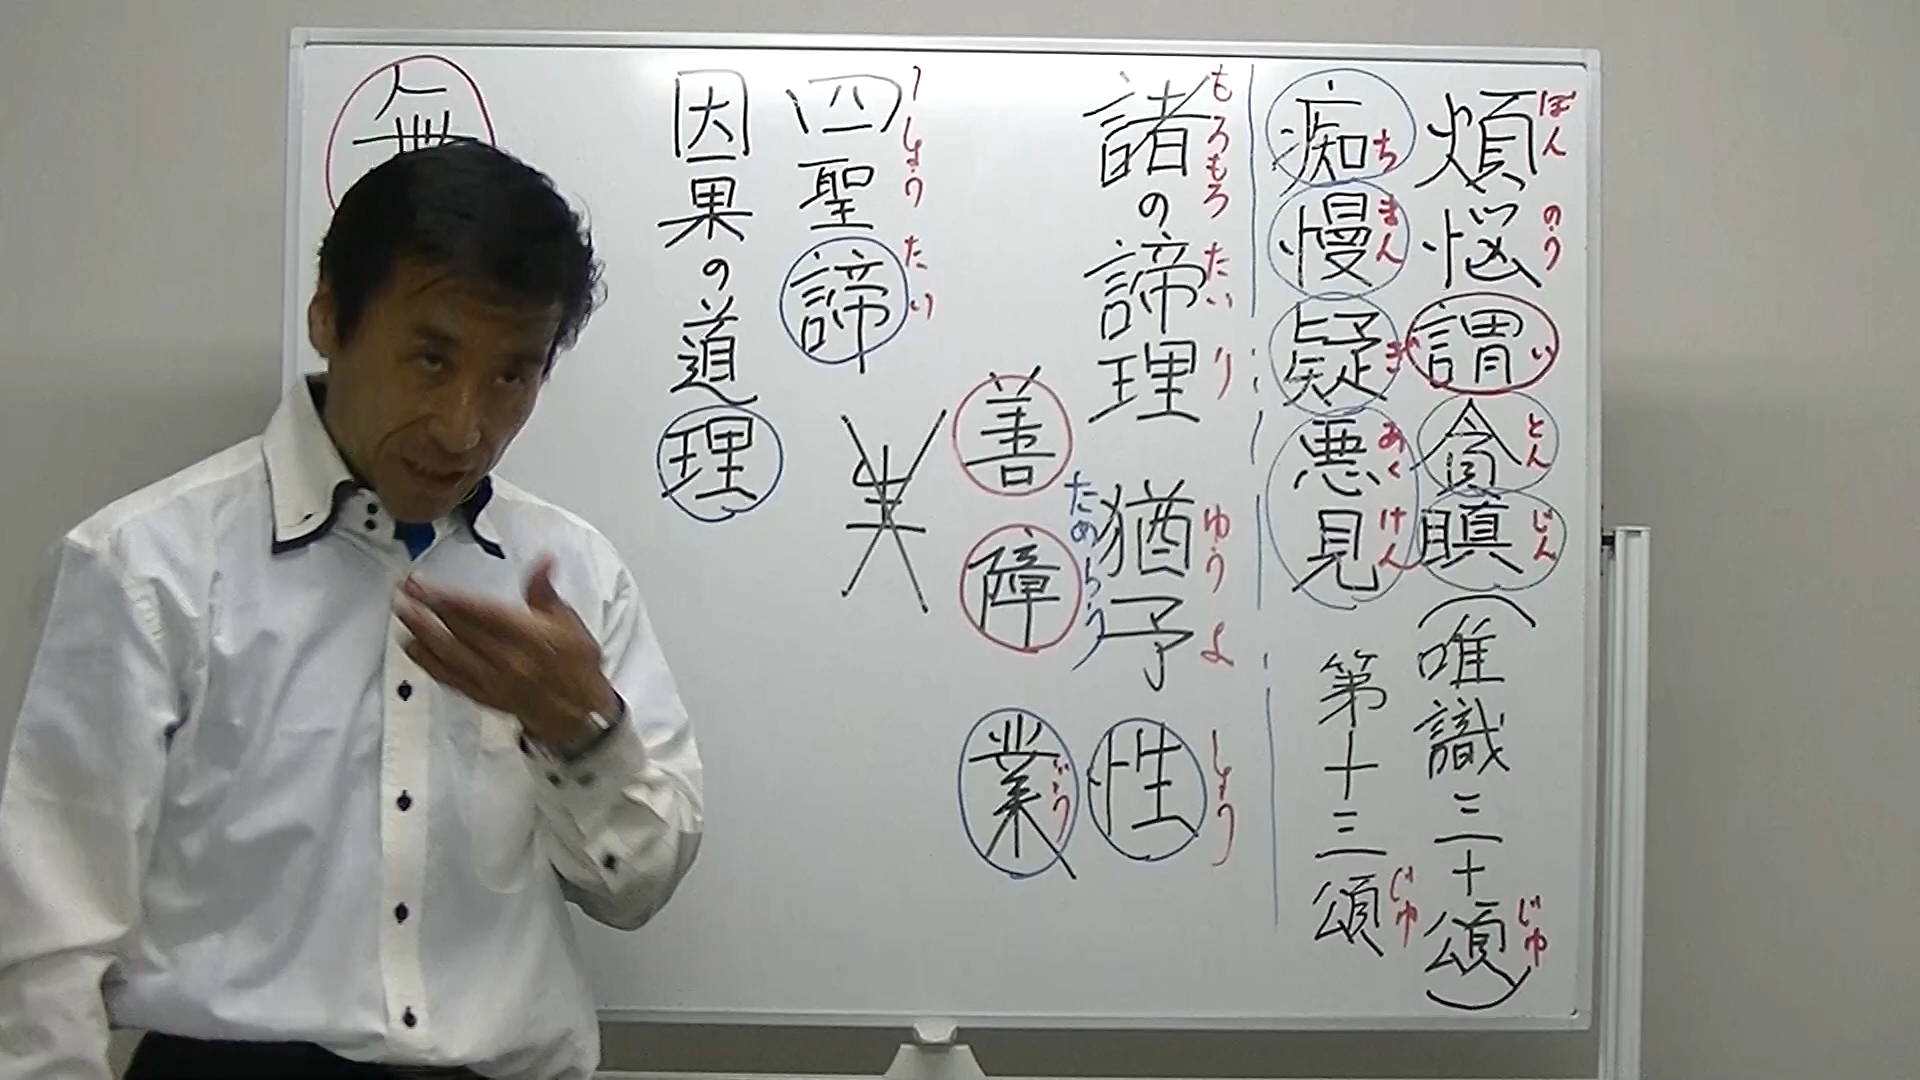 ぼんのう い とん じん じゅ
煩悩謂貪瞋(唯識三十頌)
ち まん ぎ あく けん じゅ
痴慢疑悪見 第十三頌
もろもろ たい り ゆう よ しょう
諸の諦理 猶予性
ためらう
善障業
ごう
ししょうたい
四聖諦
因果の道理
無